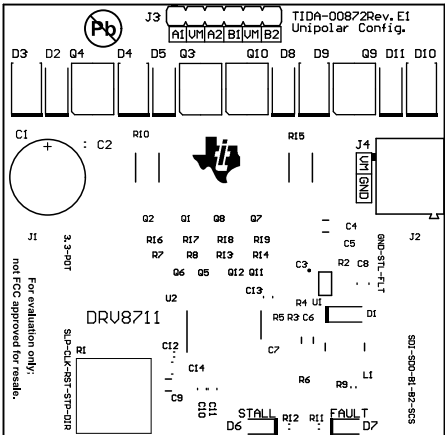 Pb
J3
TIDA-00872Rev.E1
Unipolar Config.
A1 VM A2 B1 VM B2
D3 D2 Q4 D4 D5 Q3 Q10 D8 D9 Q9 D11 D10
C1
C2
R10
R15
J4
VM GND
ti
J1
3.3-POT
Q2 Q1 Q8 Q7
C4
R16 R17 R18 R19
C5
GND-STL-FLT
J2
R7 R8 R13 R14
R2 C8
C3
Q6 Q5 Q12 Q11
C13
For evaluation only;
not FCC approved for resale.
U2
R4 U1
DRV8711
R5 R3 C6
D1
SLP-CLK-RST-STP-DIR
R1
C12
C7
SDI-SDO-B1-B2-SCS
C14
R6
L1
R9
C9
C10
C11
STALL
FAULT
D6
R12
R11
D7